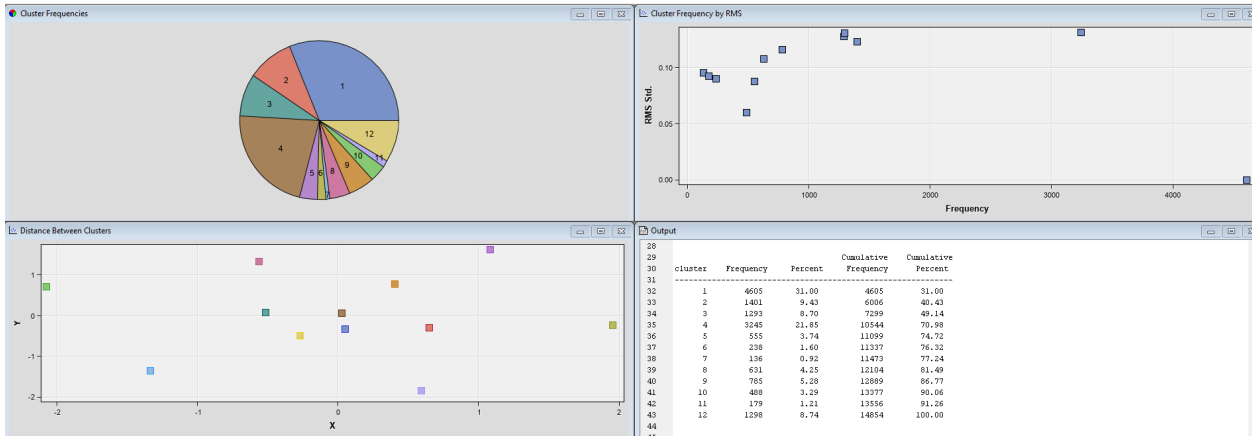 Cluster Frequencies
1
2
3
4
5
6
7
8
9
10
11
12
Cluster Frequency by RMS
RMS Std.
0.10
0.05
0.00
0 1000 2000 3000 4000
Frequency
Distance Between Clusters
Y
1
0
-1
-2
-2 -1 0 1 2
X
Output
28
29 Cumulative Cumulative
30 cluster Frequency Percent Frequency Percent
31 ------------------------------------------------------------
32 1 4605 31.00 4605 31.00
33 2 1401 9.43 6006 40.43
34 3 1293 8.70 7299 49.14
35 4 3245 21.85 10544 70.98
36 5 555 3.74 11099 74.72
37 6 238 1.60 11337 76.32
38 7 136 0.92 11473 77.24
39 8 631 4.25 12104 81.49
40 9 785 5.28 12889 86.77
41 10 488 3.29 13377 90.06
42 11 179 1.21 13556 91.26
43 12 1298 8.74 14854 100.00
44